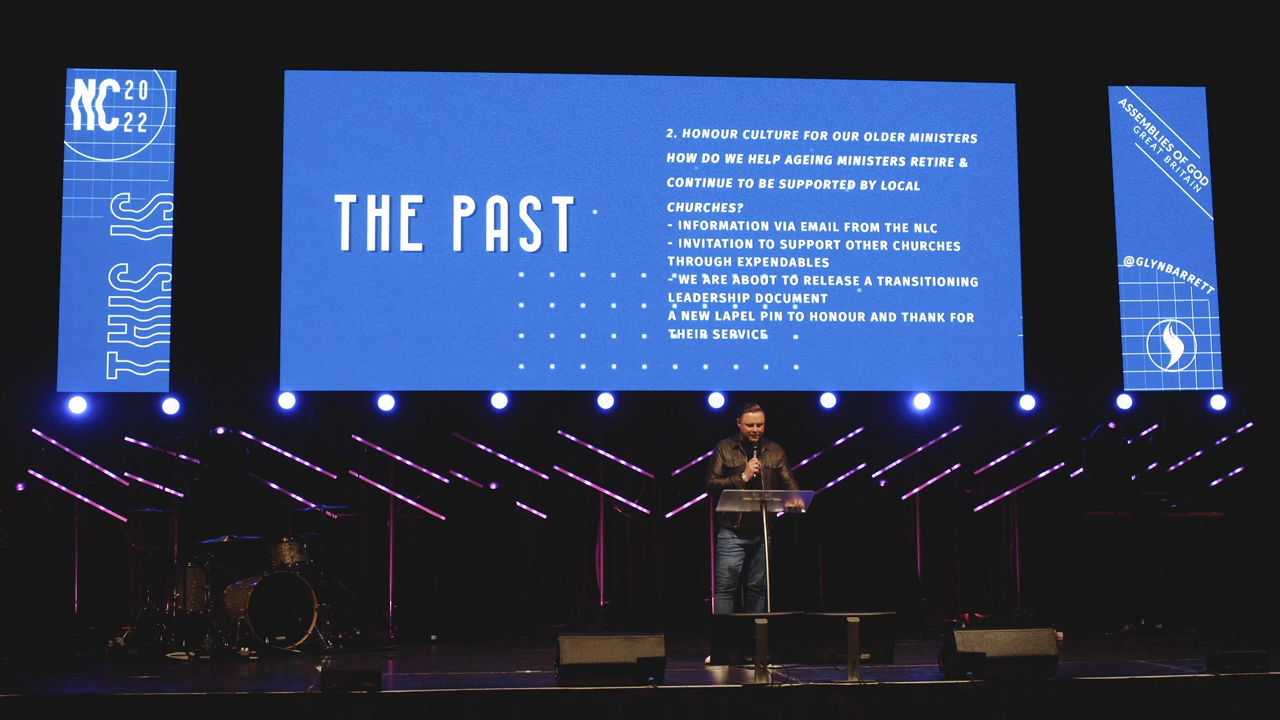 NC 20
22
THIS IS
THE PAST
2. HONOUR CULTURE FOR OUR OLDER MINISTERS
HOW DO WE HELP AGEING MINISTERS RETIRE &
CONTINUE TO BE SUPPORTED BY LOCAL
CHURCHES?
- INFORMATION VIA EMAIL FROM THE NLC
- INVITATION TO SUPPORT OTHER CHURCHES
THROUGH EXPENDABLES
- WE ARE ABOUT TO RELEASE A TRANSITIONING
LEADERSHIP DOCUMENT
A NEW LAPEL PIN TO HONOUR AND THANK FOR
THEIR SERVICE
ASSEMBLIES OF GOD
GREAT BRITAIN
@GLYNBARRETT